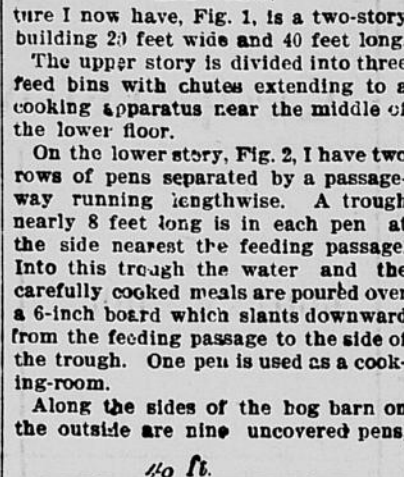 ture I now have, Fig. 1, is a two-story
building 20 feet wide and 40 feet long.
The upper story is divided into three
feed bins with chutes extending to a
cooking apparatus near the middle of
the lower floor.
On the lower story, Fig. 2, I have two
rows of pens separated by a passage-
way running lengthwise. A trough
nearly 8 feet long is in each pen at
the side nearest the feeding passage.
Into this trough the water and the
carefully cooked meals are poured over
a 6-inch board which slants downward
from the feeding passage to the side of
the trough. One pen is used as a cook-
ing-room.
Along the sides of the hog barn on
the outside are nine uncovered pens
40 ft.